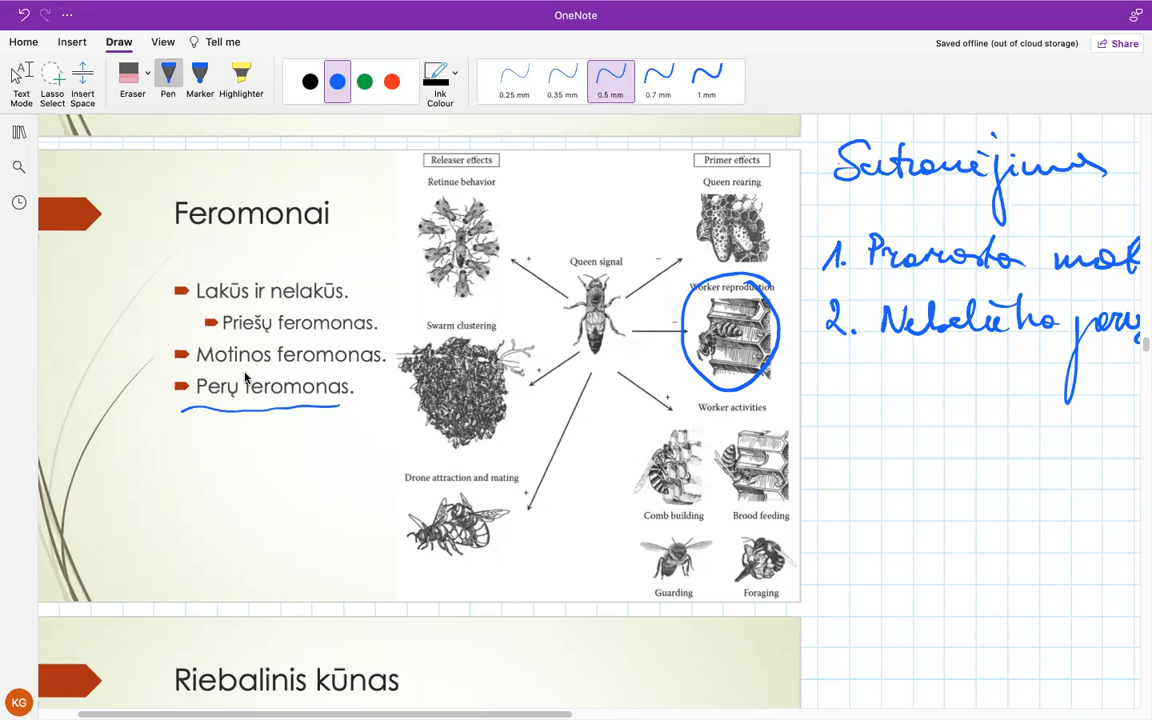 OneNote
Home Insert Draw View Tell me
Saved offline (out of cloud storage) Share
Text Mode
Lasso Select
Insert Space
Eraser
Pen
Marker
Highlighter
Ink Colour
0.25 mm
0.35 mm
0.5 mm
0.7 mm
1 mm
Feromonai
Lakūs ir nelakūs.
Priešų feromonas.
Motinos feromonas.
Perų feromonas.
Releaser effects
Primer effects
Retinue behavior
Queen rearing
Queen signal
+
–
Worker reproduction
–
Swarm clustering
+
+
Worker activities
Drone attraction and mating
+
Comb building
Brood feeding
Guarding
Foraging
1.
2.
Riebalinis kūnas
KG